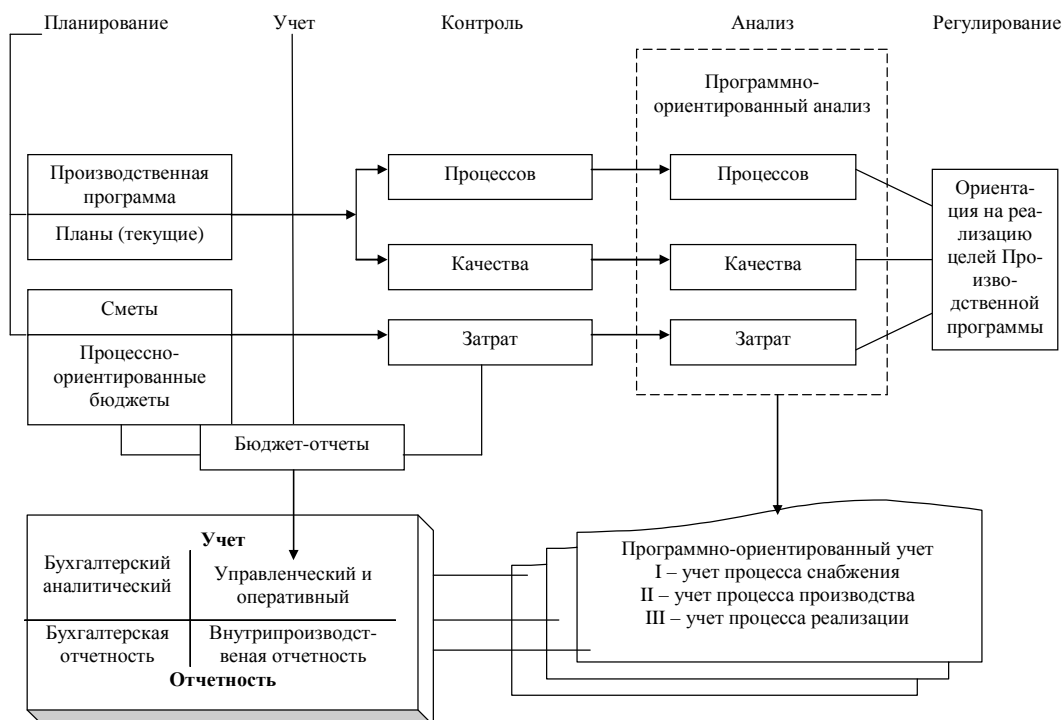 Планирование
Учет
Контроль
Анализ
Регулирование
Программно-
ориентированный анализ
Производственная
программа
Планы (текущие)
Процессов
Процессов
Качества
Качества
Ориента-
ция на реа-
лизацию
целей Про-
изво-
дственной
программы
Сметы
Процессно-
ориентированные
бюджеты
Затрат
Затрат
Бюджет-отчеты
Учет
Бухгалтерский
аналитический
Управленческий и
оперативный
Бухгалтерская
отчетность
Внутрипроизводст-
веная отчетность
Отчетность
Программно-ориентированный учет
I – учет процесса снабжения
II – учет процесса производства
III – учет процесса реализации